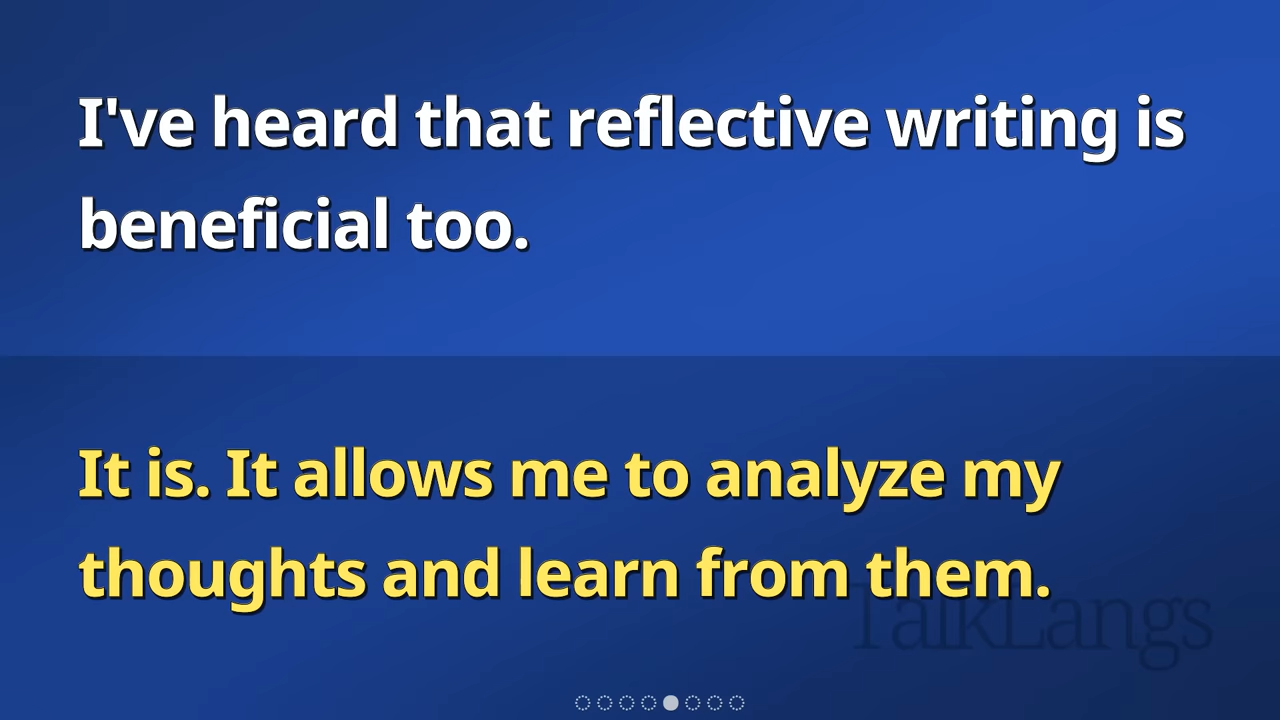 I've heard that reflective writing is
beneficial too.
It is. It allows me to analyze my
thoughts and learn from them.
TalkLangs